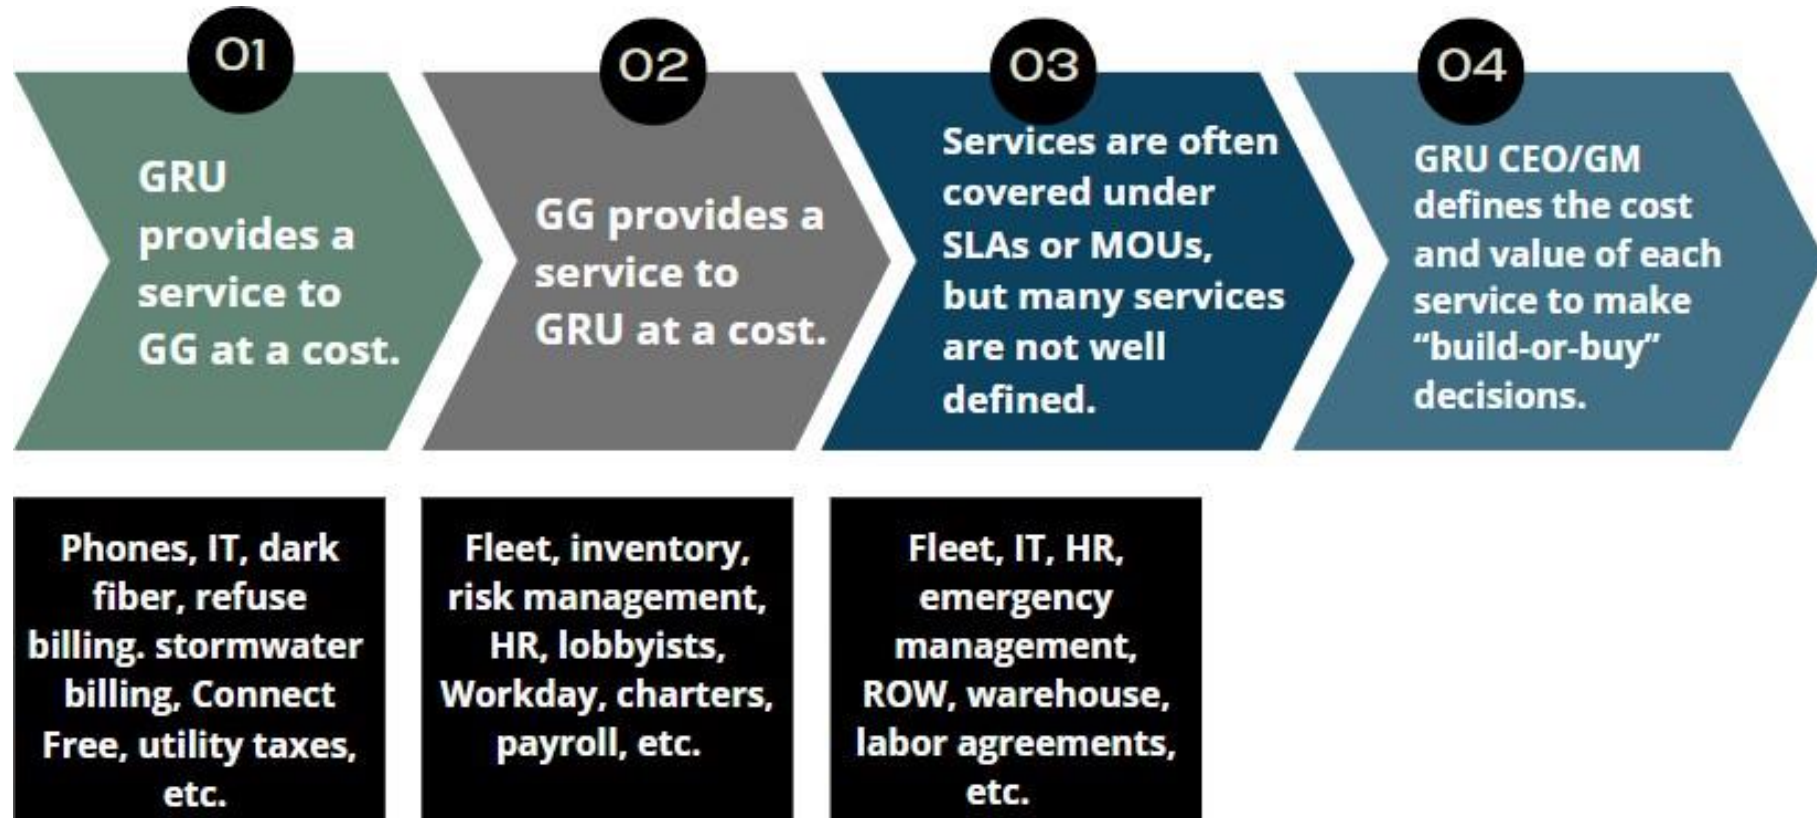 01
GRU
provides a
service to
GG at a cost.
02
GG provides a
service to
GRU at a cost.
03
Services are often
covered under
SLAs or MOUs,
but many services
are not well
defined.
04
GRU CEO/GM
defines the cost
and value of each
service to make
“build-or-buy”
decisions.
Phones, IT, dark
fiber, refuse
billing. stormwater
billing, Connect
Free, utility taxes,
etc.
Fleet, inventory,
risk management,
HR, lobbyists,
Workday, charters,
payroll, etc.
Fleet, IT, HR,
emergency
management,
ROW, warehouse,
labor agreements,
etc.